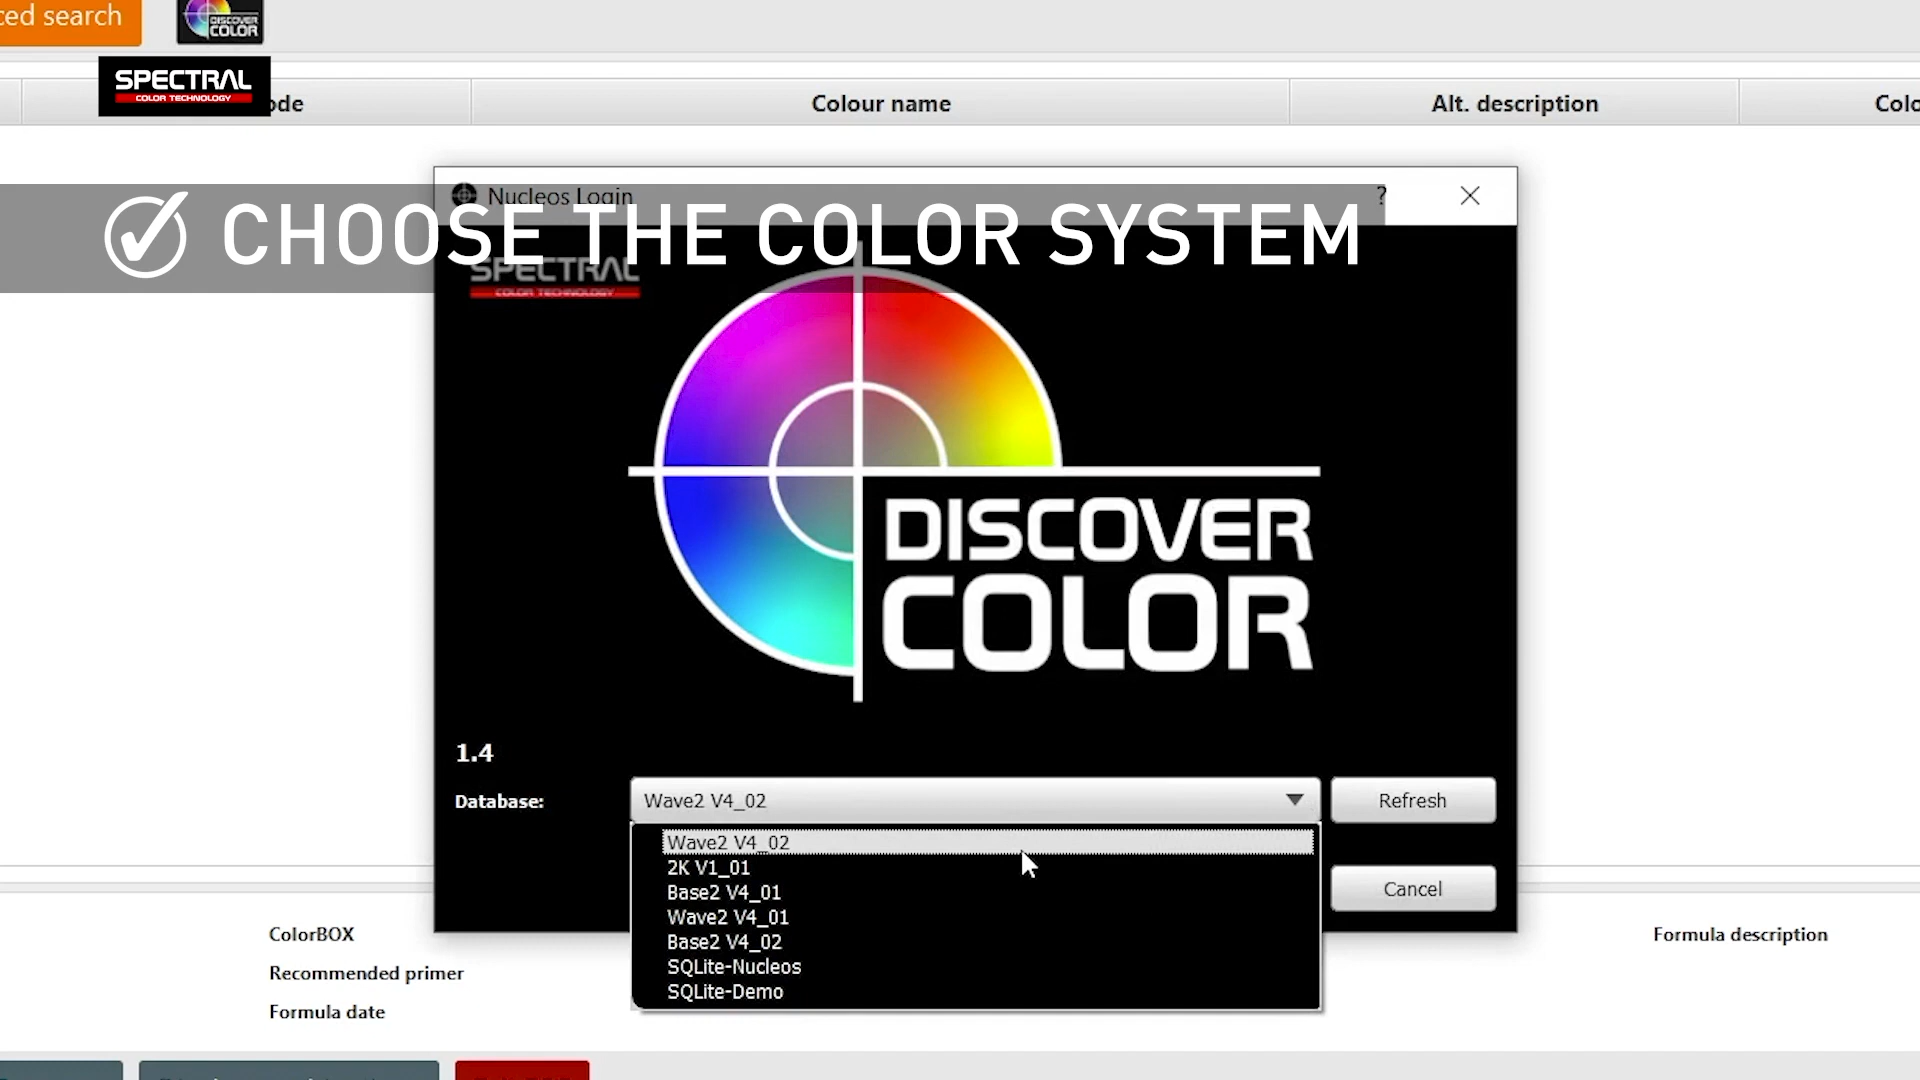 ced search
DISCOVER
COLOR
SPECTRAL
COLOR TECHNOLOGY
ode
Colour name
Alt. description
Colo
Nucleos Login
?
CHOOSE THE COLOR SYSTEM
SPECTRAL
COLOR TECHNOLOGY
DISCOVER
COLOR
1.4
Database:
Wave2 V4_02
Refresh
Wave2 V4_02
2K V1_01
Base2 V4_01
Wave2 V4_01
Base2 V4_02
SQLite-Nucleos
SQLite-Demo
Cancel
ColorBOX
Formula description
Recommended primer
Formula date